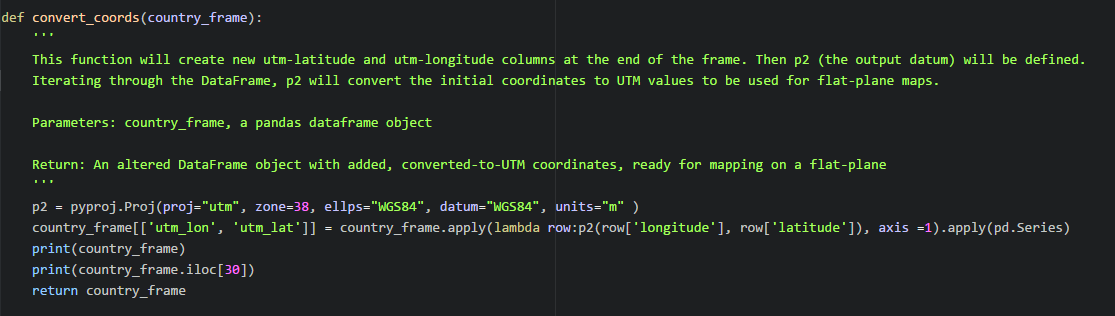 def convert_coords(country_frame):
    '''
    This function will create new utm-latitude and utm-longitude columns at the end of the frame. Then p2 (the output datum) will be defined.
    Iterating through the DataFrame, p2 will convert the initial coordinates to UTM values to be used for flat-plane maps.

    Parameters: country_frame, a pandas dataframe object

    Return: An altered DataFrame object with added, converted-to-UTM coordinates, ready for mapping on a flat-plane
    '''
    p2 = pyproj.Proj(proj="utm", zone=38, ellps="WGS84", datum="WGS84", units="m" )
    country_frame[['utm_lon', 'utm_lat']] = country_frame.apply(lambda row:p2(row['longitude'], row['latitude']), axis =1).apply(pd.Series)
    print(country_frame)
    print(country_frame.iloc[30])
    return country_frame